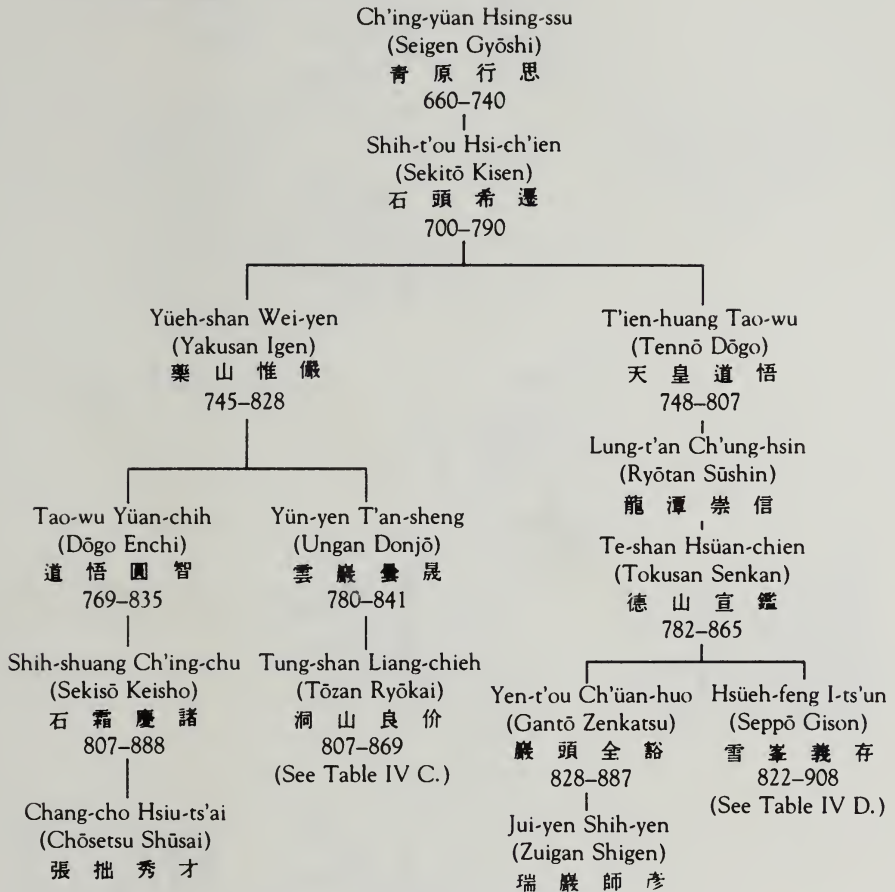 Ch'ing-yüan Hsing-ssu
(Seigen Gyōshi)
青原行思
660–740
Shih-t'ou Hsi-ch'ien
(Sekitō Kisen)
石頭希遷
700–790
Yüeh-shan Wei-yen
(Yakusan Igen)
藥山惟儼
745–828
T'ien-huang Tao-wu
(Tennō Dōgo)
天皇道悟
748–807
Lung-t'an Ch'ung-hsin
(Ryōtan Sūshin)
龍潭崇信
Te-shan Hsüan-chien
(Tokusan Senkan)
德山宣鑑
782–865
Tao-wu Yüan-chih
(Dōgo Enchi)
道悟圓智
769–835
Yün-yen T'an-sheng
(Ungan Donjō)
雲巖曇晟
780–841
Shih-shuang Ch'ing-chu
(Sekisō Keisho)
石霜慶諸
807–888
Tung-shan Liang-chieh
(Tōzan Ryōkai)
洞山良价
807–869
(See Table IV C.)
Yen-t'ou Ch'üan-huo
(Gantō Zenkatsu)
巖頭全豁
828–887
Hsüeh-feng I-ts'un
(Seppō Gison)
雪峯義存
822–908
(See Table IV D.)
Chang-cho Hsiu-ts'ai
(Chōsetsu Shūsai)
張拙秀才
Jui-yen Shih-yen
(Zuigan Shigen)
瑞巖師彥